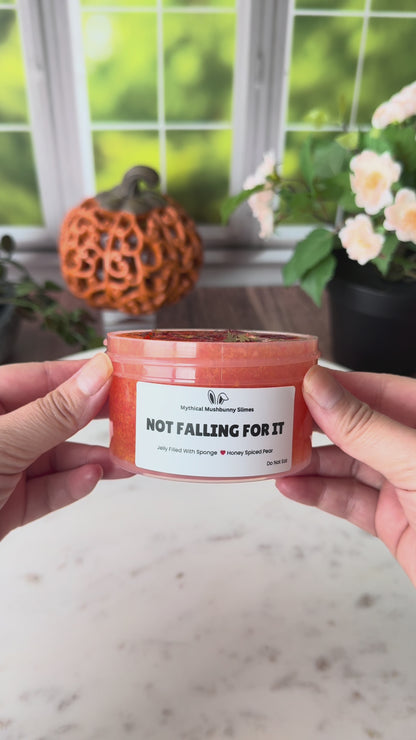 Mythical Mushbunny Slimes
NOT FALLING FOR IT
Jelly Filled With Sponge ❤ Honey Spiced Pear
Do Not Eat